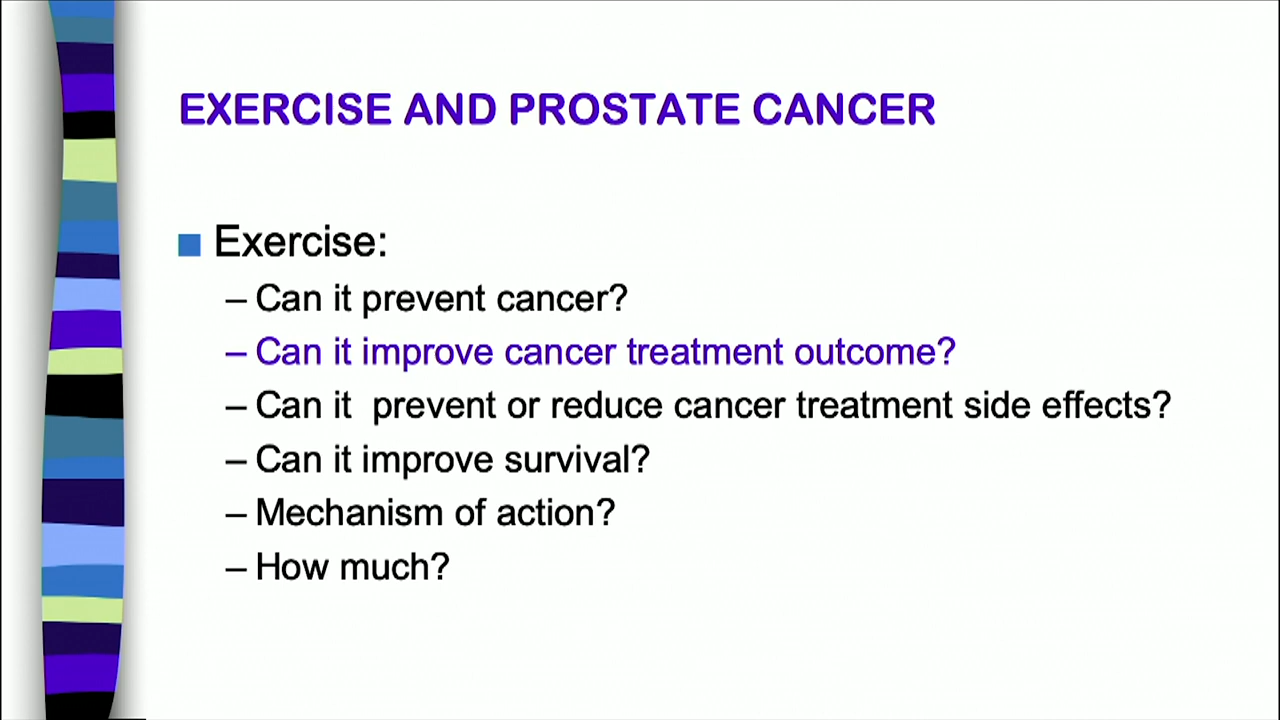 EXERCISE AND PROSTATE CANCER
Exercise:
– Can it prevent cancer?
– Can it improve cancer treatment outcome?
– Can it  prevent or reduce cancer treatment side effects?
– Can it improve survival?
– Mechanism of action?
– How much?